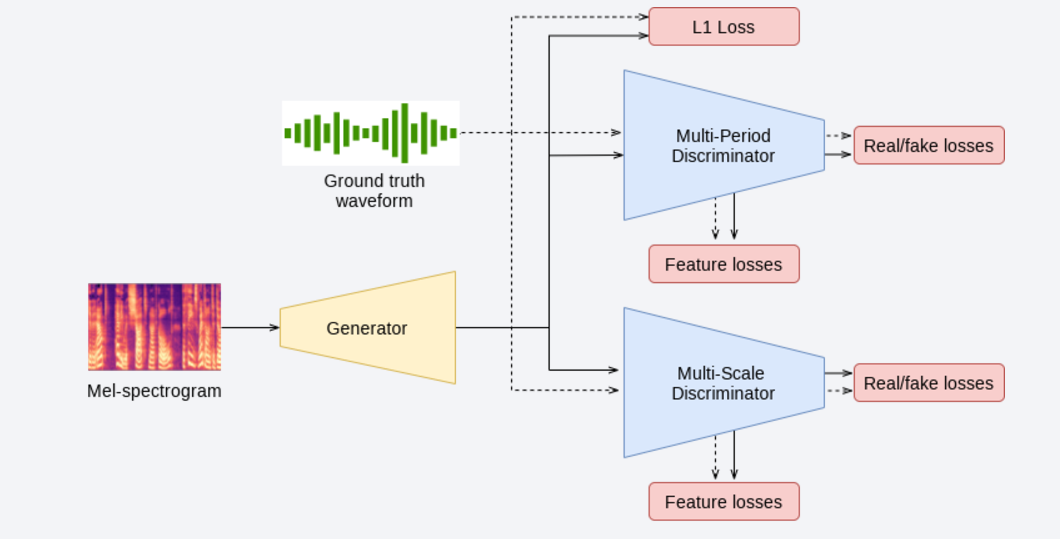 L1 Loss
Multi-Period
Discriminator
Real/fake losses
Ground truth
waveform
Feature losses
Generator
Mel-spectrogram
Multi-Scale
Discriminator
Real/fake losses
Feature losses